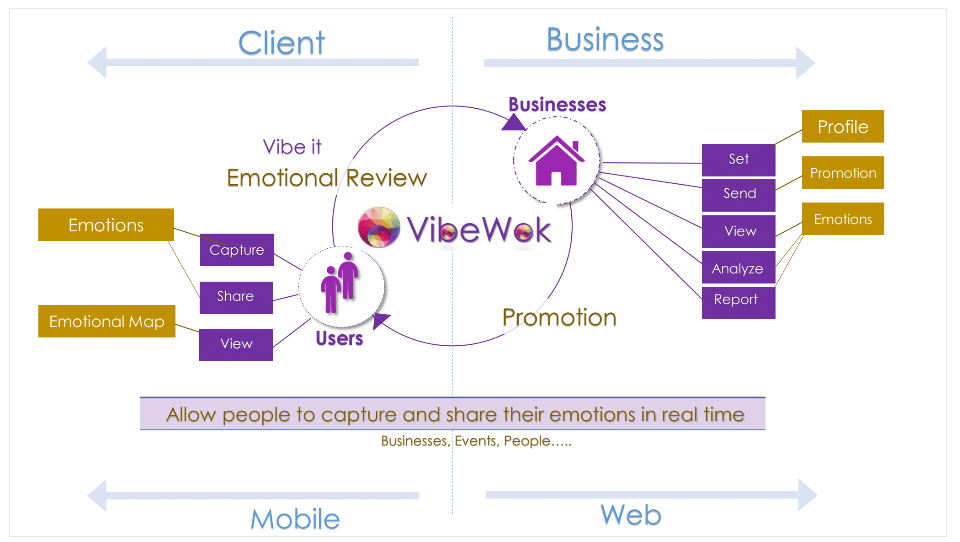 Client
Business
Businesses
Vibe it
Emotional Review
VibeWok
Profile
Set
Promotion
Send
Emotions
View
Analyze
Report
Emotions
Capture
Share
Emotional Map
View
Users
Promotion
Allow people to capture and share their emotions in real time
Businesses, Events, People.....
Mobile
Web